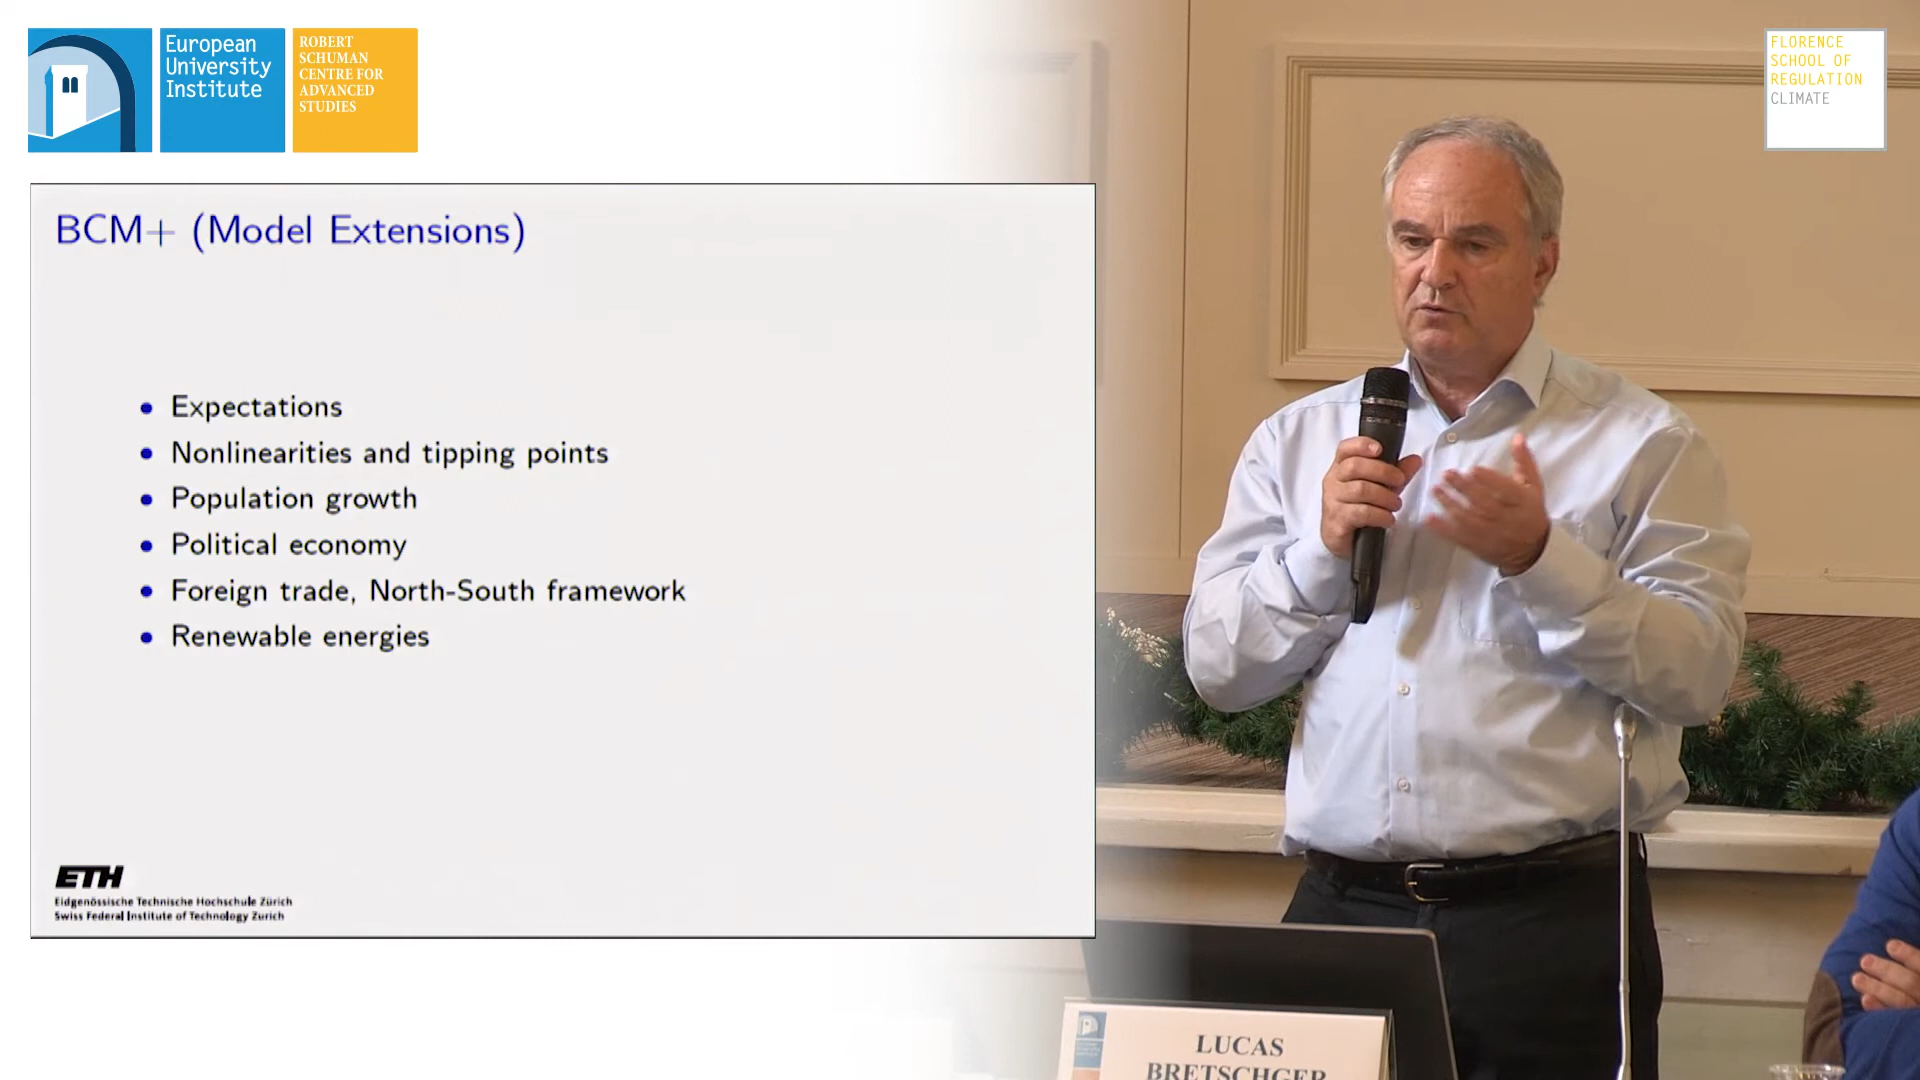 European
University
Institute
ROBERT
SCHUMAN
CENTRE FOR
ADVANCED
STUDIES
FLORENCE
SCHOOL OF
REGULATION
CLIMATE
BCM+ (Model Extensions)
• Expectations
• Nonlinearities and tipping points
• Population growth
• Political economy
• Foreign trade, North-South framework
• Renewable energies
ETH
Eidgenössische Technische Hochschule Zürich
Swiss Federal Institute of Technology Zurich
LUCAS
BRETSCHGER